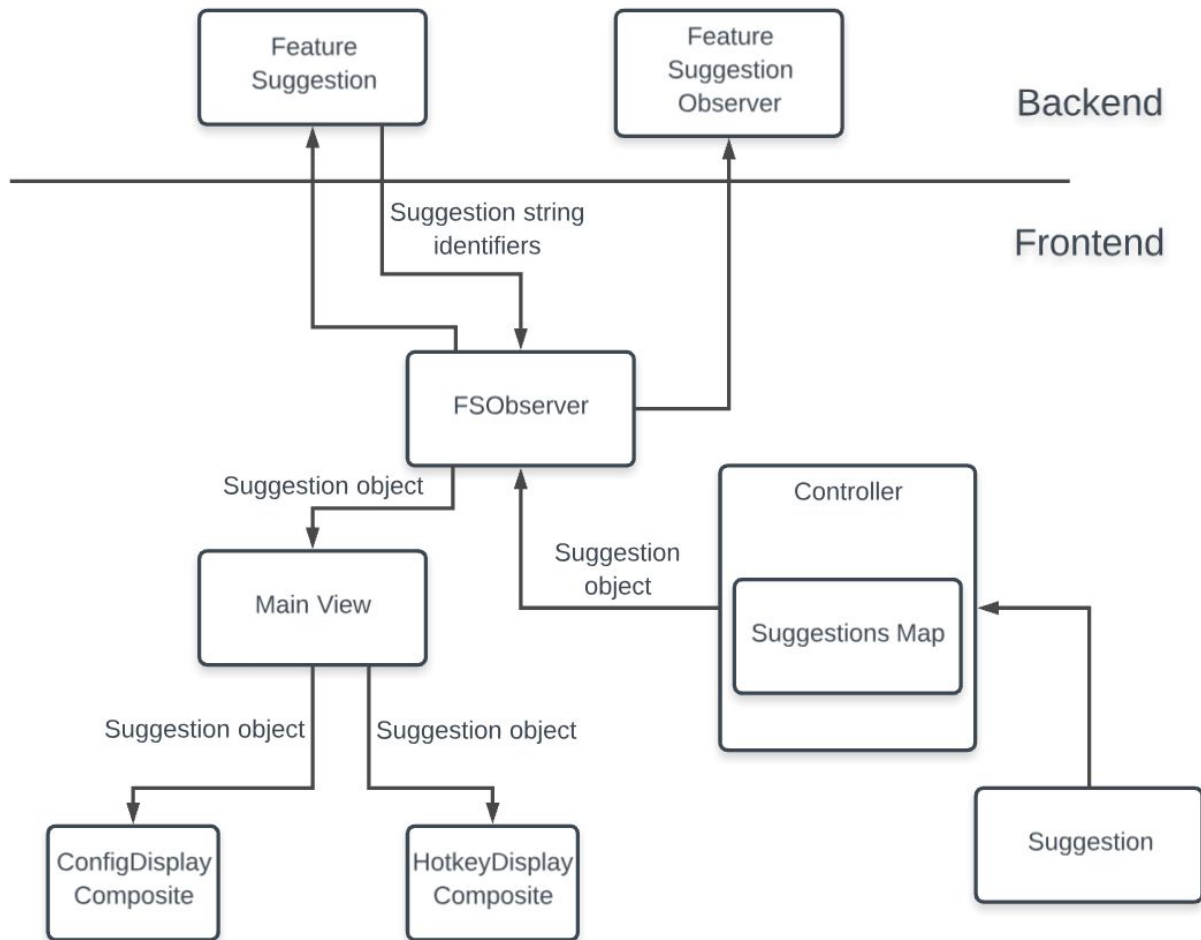 Feature
Suggestion
Feature
Suggestion
Observer
Backend
Suggestion string
identifiers
Frontend
FSObserver
Suggestion object
Controller
Suggestion
object
Main View
Suggestions Map
Suggestion object
Suggestion object
ConfigDisplay
Composite
HotkeyDisplay
Composite
Suggestion